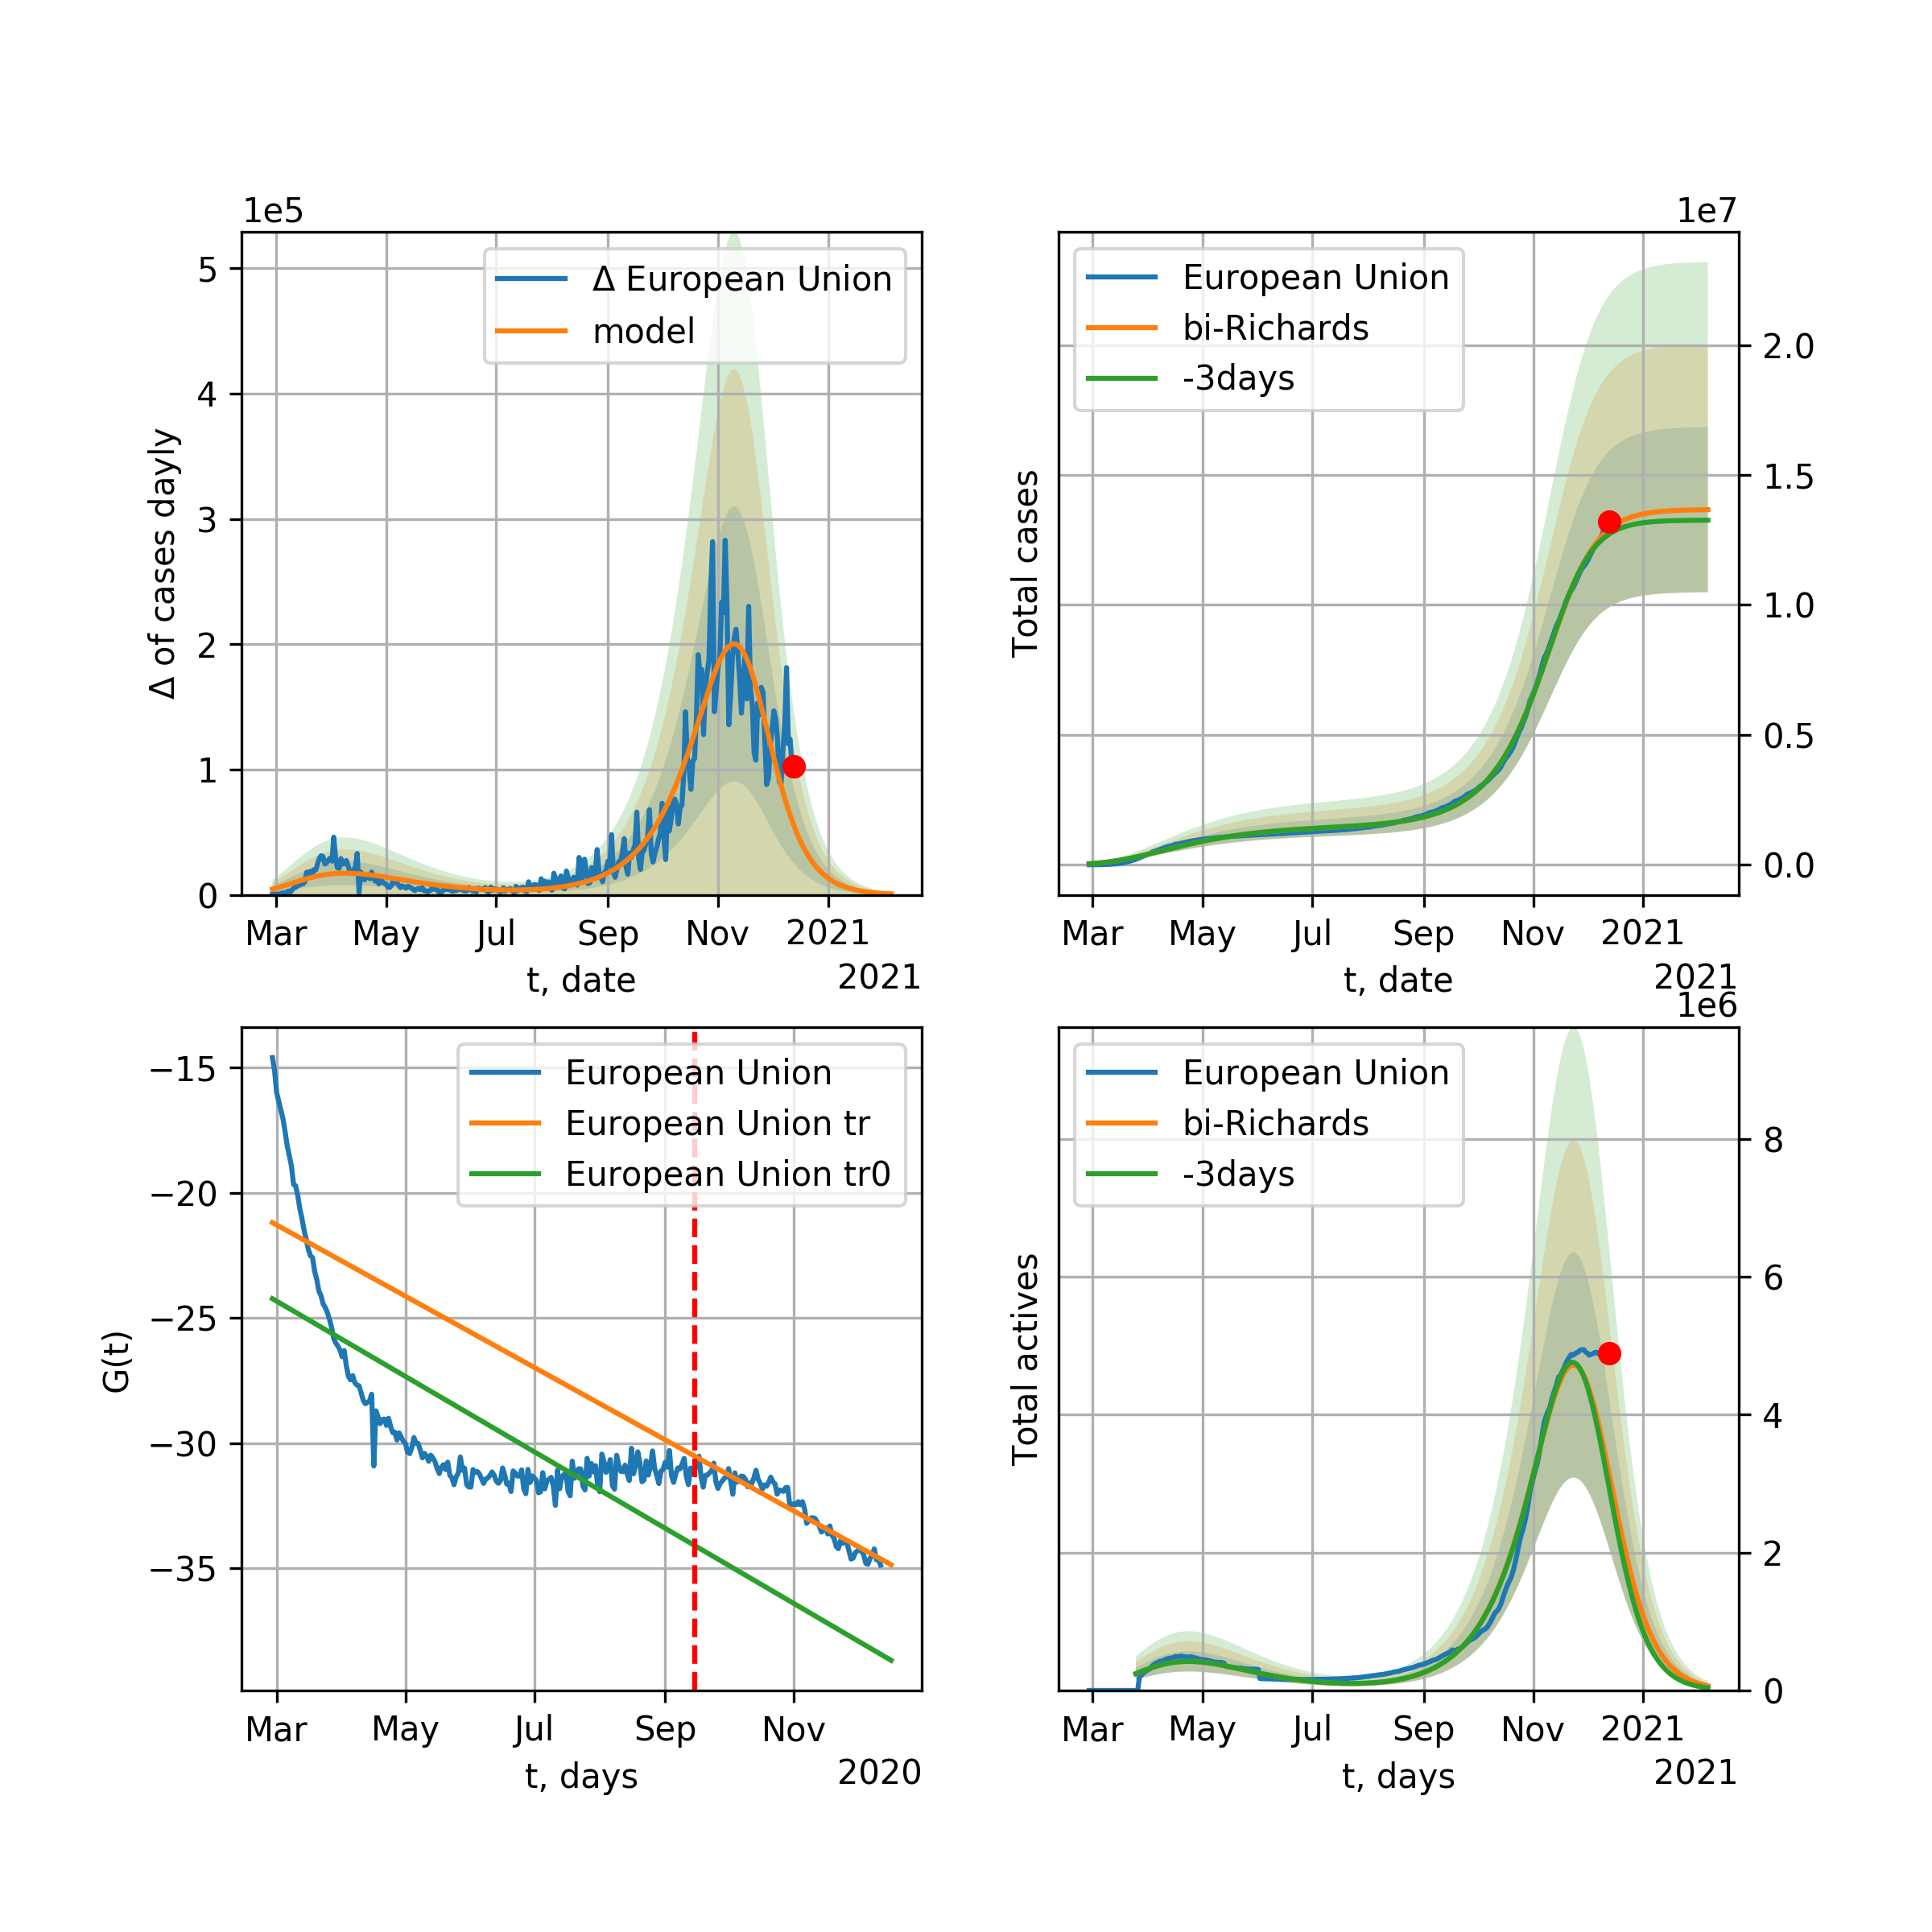 1e5
Δ of cases dayly
5
4
3
2
1
0
Δ European Union
model
Mar May Jul Sep Nov 2021
t, date
2021
1e7
Total cases
European Union
bi-Richards
-3days
2.0
1.5
1.0
0.5
0.0
Mar May Jul Sep Nov 2021
t, date
2021
G(t)
−15
−20
−25
−30
−35
European Union
European Union tr
European Union tr0
Mar May Jul Sep Nov
t, days
2020
1e6
Total actives
European Union
bi-Richards
-3days
8
6
4
2
0
Mar May Jul Sep Nov 2021
t, days
2021